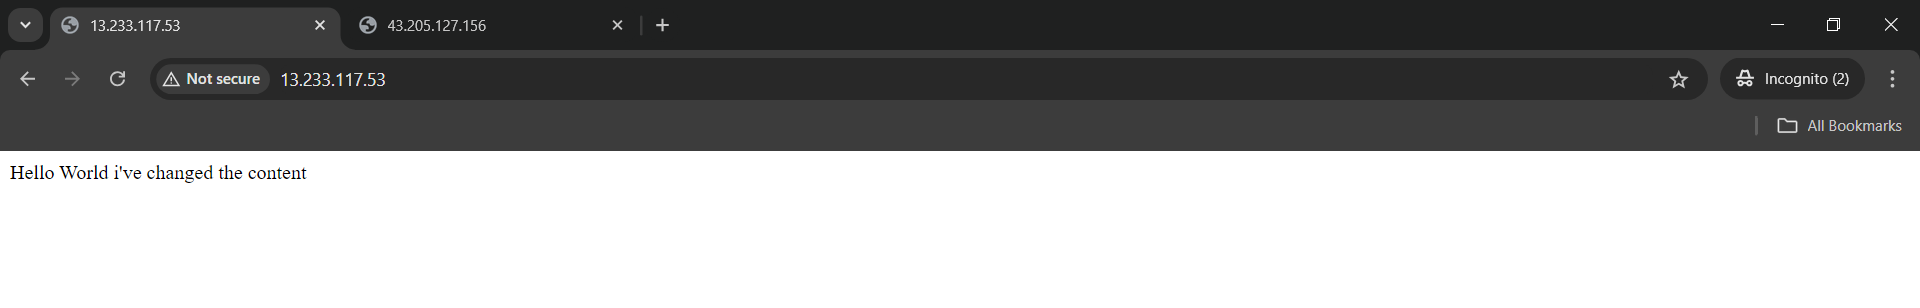 13.233.117.53
43.205.127.156
Not secure
13.233.117.53
Incognito (2)
All Bookmarks
Hello World i've changed the content